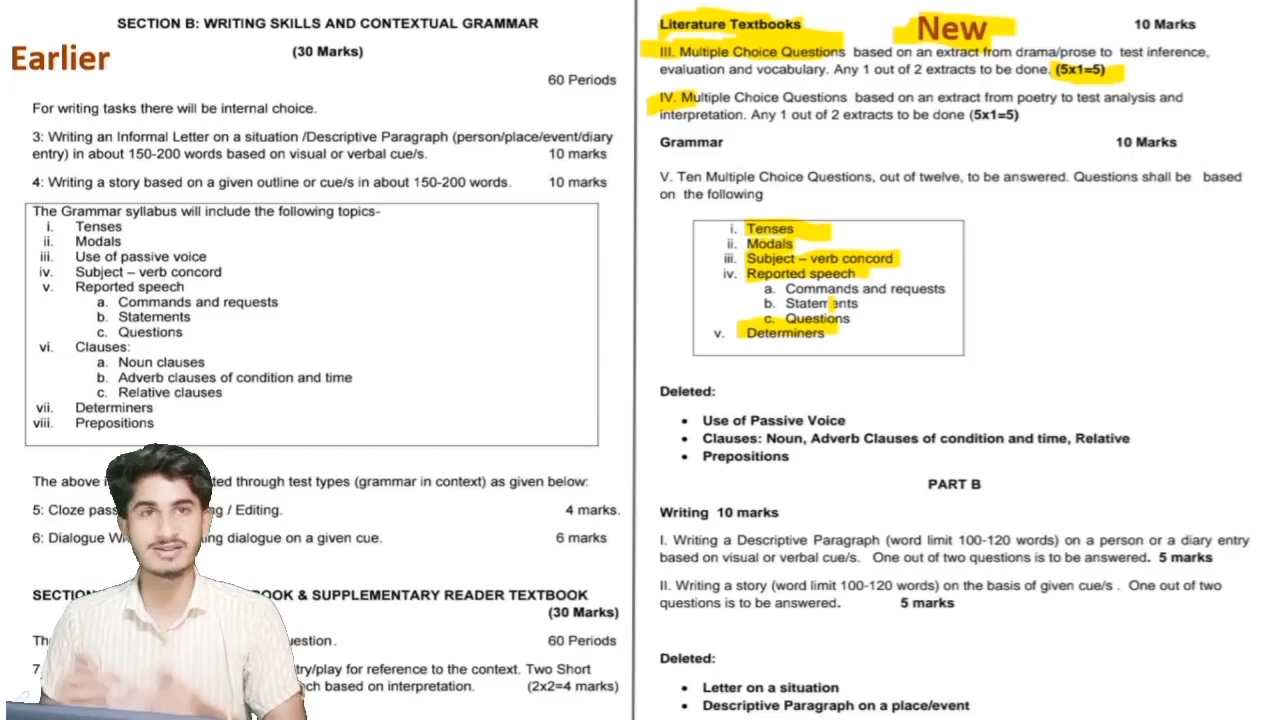 SECTION B: WRITING SKILLS AND CONTEXTUAL GRAMMAR
Earlier
(30 Marks)
60 Periods
For writing tasks there will be internal choice.
3: Writing an Informal Letter on a situation /Descriptive Paragraph (person/place/event/diary
entry) in about 150-200 words based on visual or verbal cue/s. 10 marks
4: Writing a story based on a given outline or cue/s in about 150-200 words. 10 marks
The Grammar syllabus will include the following topics-
i. Tenses
ii. Modals
iii. Use of passive voice
iv. Subject – verb concord
v. Reported speech
a. Commands and requests
b. Statements
c. Questions
vi. Clauses:
a. Noun clauses
b. Adverb clauses of condition and time
c. Relative clauses
vii. Determiners
viii. Prepositions
The above ted through test types (grammar in context) as given below:
5: Cloze pas g / Editing. 4 marks.
6: Dialogue W ing dialogue on a given cue. 6 marks
SECTION OOK & SUPPLEMENTARY READER TEXTBOOK
(30 Marks)
Th uestion. 60 Periods
7. try/play for reference to the context. Two Short
ch based on interpretation. (2x2=4 marks)
Literature Textbooks New 10 Marks
III. Multiple Choice Questions based on an extract from drama/prose to test inference,
evaluation and vocabulary. Any 1 out of 2 extracts to be done. (5x1=5)
IV. Multiple Choice Questions based on an extract from poetry to test analysis and
interpretation. Any 1 out of 2 extracts to be done (5x1=5)
Grammar 10 Marks
V. Ten Multiple Choice Questions, out of twelve, to be answered. Questions shall be based
on the following
i. Tenses
ii. Modals
iii. Subject – verb concord
iv. Reported speech
a. Commands and requests
b. Statements
c. Questions
v. Determiners
Deleted:
• Use of Passive Voice
• Clauses: Noun, Adverb Clauses of condition and time, Relative
• Prepositions
PART B
Writing 10 marks
I. Writing a Descriptive Paragraph (word limit 100-120 words) on a person or a diary entry
based on visual or verbal cue/s. One out of two questions is to be answered. 5 marks
II. Writing a story (word limit 100-120 words) on the basis of given cue/s . One out of two
questions is to be answered. 5 marks
Deleted:
• Letter on a situation
• Descriptive Paragraph on a place/event